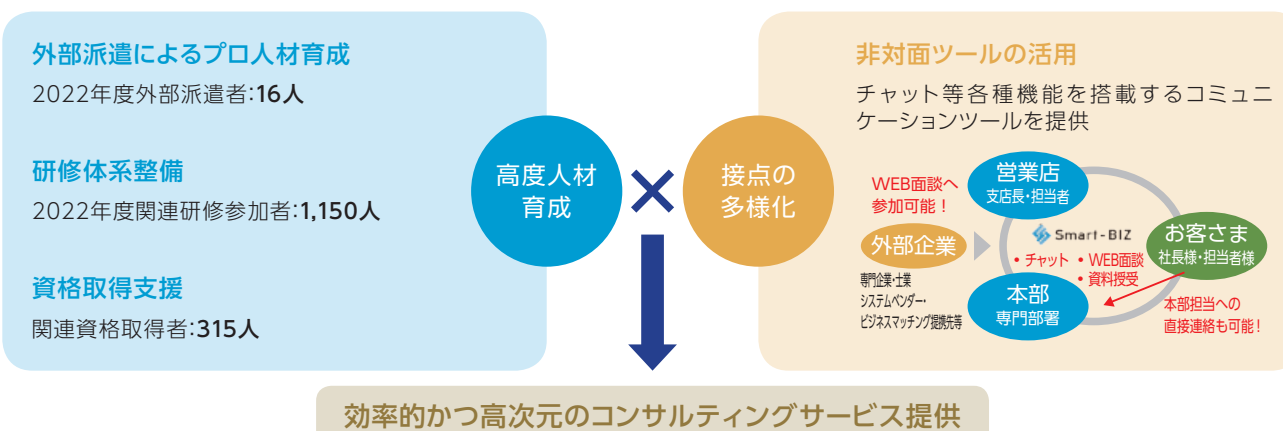 外部派遣によるプロ人材育成
2022年度外部派遣者:16人
研修体系整備
2022年度関連研修参加者:1,150人
資格取得支援
関連資格取得者:315人
高度人材
育成
×
接点の
多様化
非対面ツールの活用
チャット等各種機能を搭載するコミュニ
ケーションツールを提供
WEB面談へ
参加可能！
外部企業
専門企業・士業
システムベンダー・
ビジネスマッチング提携先等
営業店
支店長・担当者
Smart-BIZ
・チャット ・WEB面談
・資料授受
お客さま
社長様・担当者様
本部
専門部署
本部担当への
直接連絡も可能！
効率的かつ高次元のコンサルティングサービス提供